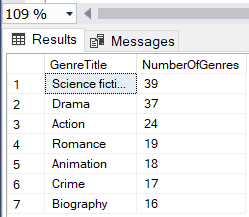 109 %
Results Messages
GenreTitle NumberOfGenres
1 Science ficti... 39
2 Drama 37
3 Action 24
4 Romance 19
5 Animation 18
6 Crime 17
7 Biography 16